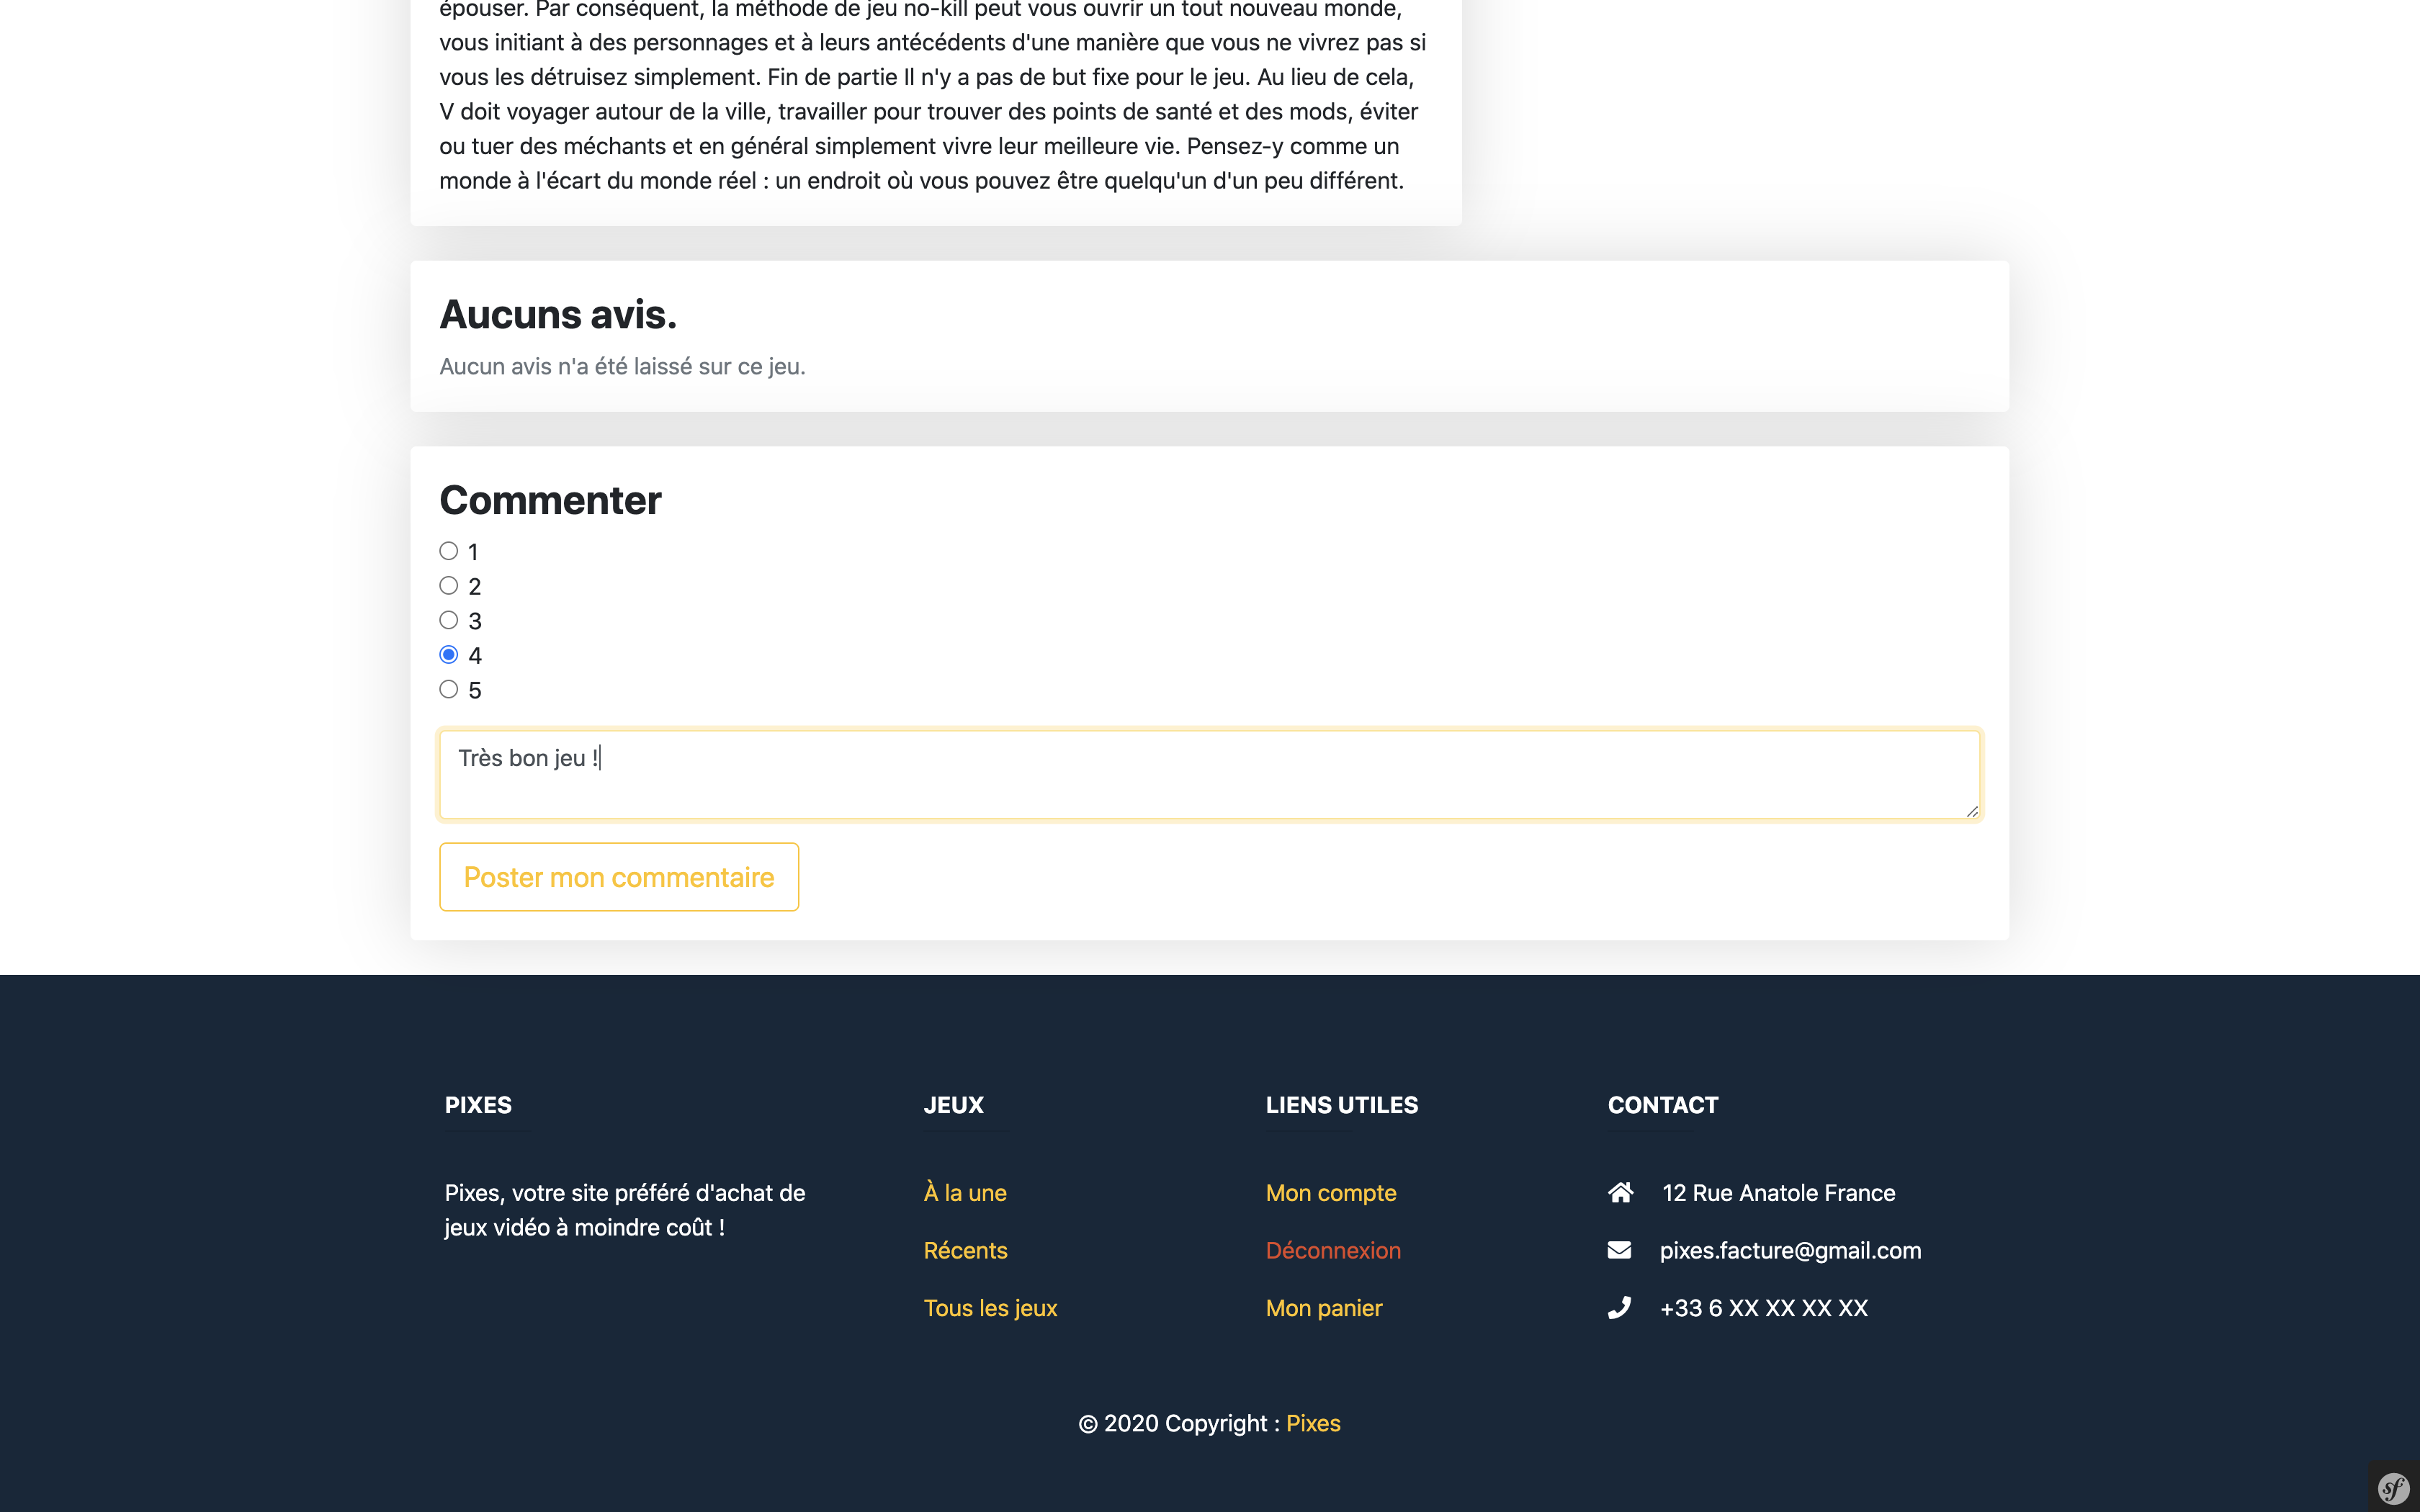 épouser. Par conséquent, la méthode de jeu no-kill peut vous ouvrir un tout nouveau monde,
vous initiant à des personnages et à leurs antécédents d'une manière que vous ne vivrez pas si
vous les détruisez simplement. Fin de partie Il n'y a pas de but fixe pour le jeu. Au lieu de cela,
V doit voyager autour de la ville, travailler pour trouver des points de santé et des mods, éviter
ou tuer des méchants et en général simplement vivre leur meilleure vie. Pensez-y comme un
monde à l'écart du monde réel : un endroit où vous pouvez être quelqu'un d'un peu différent.
Aucuns avis.
Aucun avis n'a été laissé sur ce jeu.
Commenter
1
2
3
4
5
Très bon jeu !
Poster mon commentaire
PIXES
Pixes, votre site préféré d'achat de
jeux vidéo à moindre coût !
JEUX
À la une
Récents
Tous les jeux
LIENS UTILES
Mon compte
Déconnexion
Mon panier
CONTACT
12 Rue Anatole France
pixes.facture@gmail.com
+33 6 XX XX XX XX
© 2020 Copyright : Pixes
sf